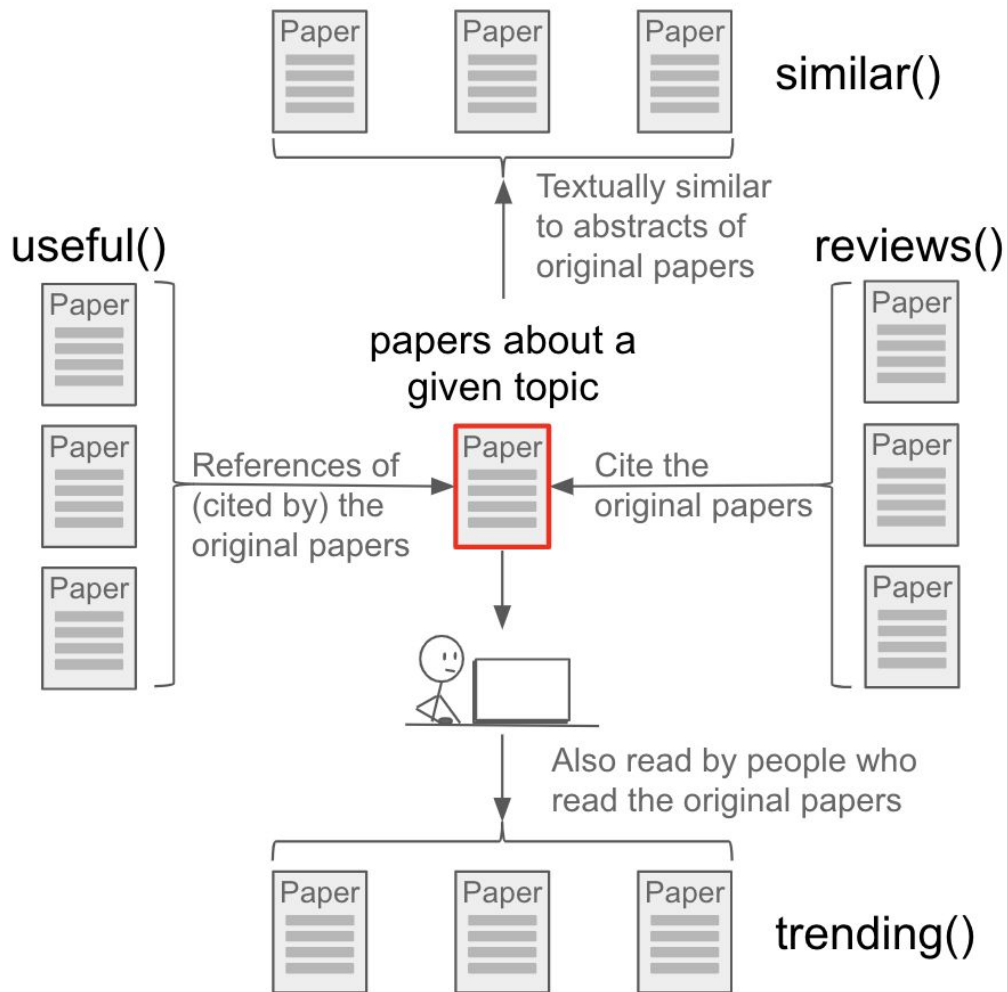 Paper
Paper
Paper
similar()
Textually similar
to abstracts of
original papers
useful()
Paper
Paper
Paper
References of
(cited by) the
original papers
papers about a
given topic
Paper
reviews()
Paper
Paper
Paper
Cite the
original papers
Also read by people who
read the original papers
Paper
Paper
Paper
trending()